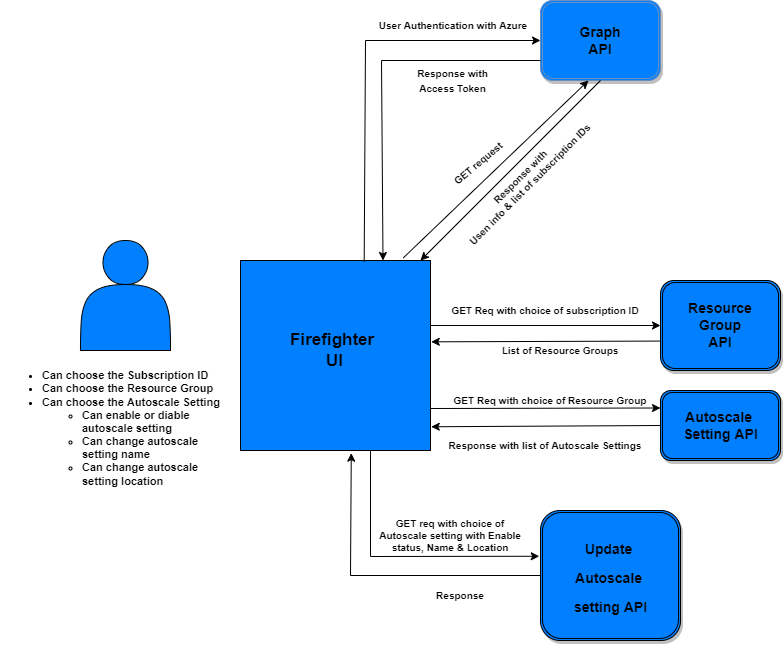 User Authentication with Azure
Graph
API
Response with
Access Token
GET request
Response with
Usen info & list of subscription IDs
Firefighter
UI
GET Req with choice of subscription ID
List of Resource Groups
Resource
Group
API
Can choose the Subscription ID
Can choose the Resource Group
Can choose the Autoscale Setting
Can enable or diable
autoscale setting
Can change autoscale
setting name
Can change autoscale
setting location
GET Req with choice of Resource Group
Response with list of Autoscale Settings
Autoscale
Setting API
GET req with choice of
Autoscale setting with Enable
status, Name & Location
Response
Update
Autoscale
setting API